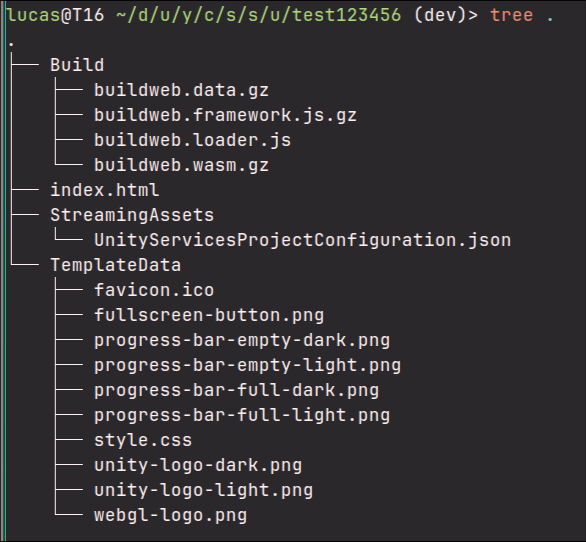 lucas@T16 ~/d/u/y/c/s/s/u/test123456 (dev)> tree .
.
├── Build
│   ├── buildweb.data.gz
│   ├── buildweb.framework.js.gz
│   ├── buildweb.loader.js
│   └── buildweb.wasm.gz
├── index.html
├── StreamingAssets
│   └── UnityServicesProjectConfiguration.json
└── TemplateData
    ├── favicon.ico
    ├── fullscreen-button.png
    ├── progress-bar-empty-dark.png
    ├── progress-bar-empty-light.png
    ├── progress-bar-full-dark.png
    ├── progress-bar-full-light.png
    ├── style.css
    ├── unity-logo-dark.png
    ├── unity-logo-light.png
    └── webgl-logo.png